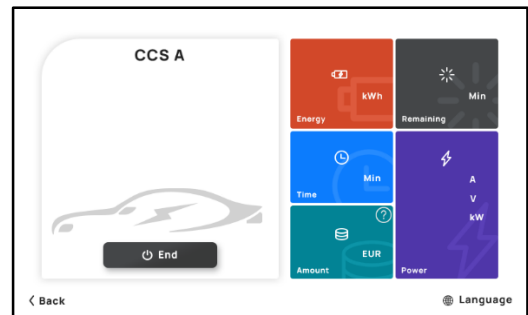 CCS A
End
kWh
Energy
Min
Remaining
Min
Time
A
V
kW
Power
?
EUR
Amount
Back
Language